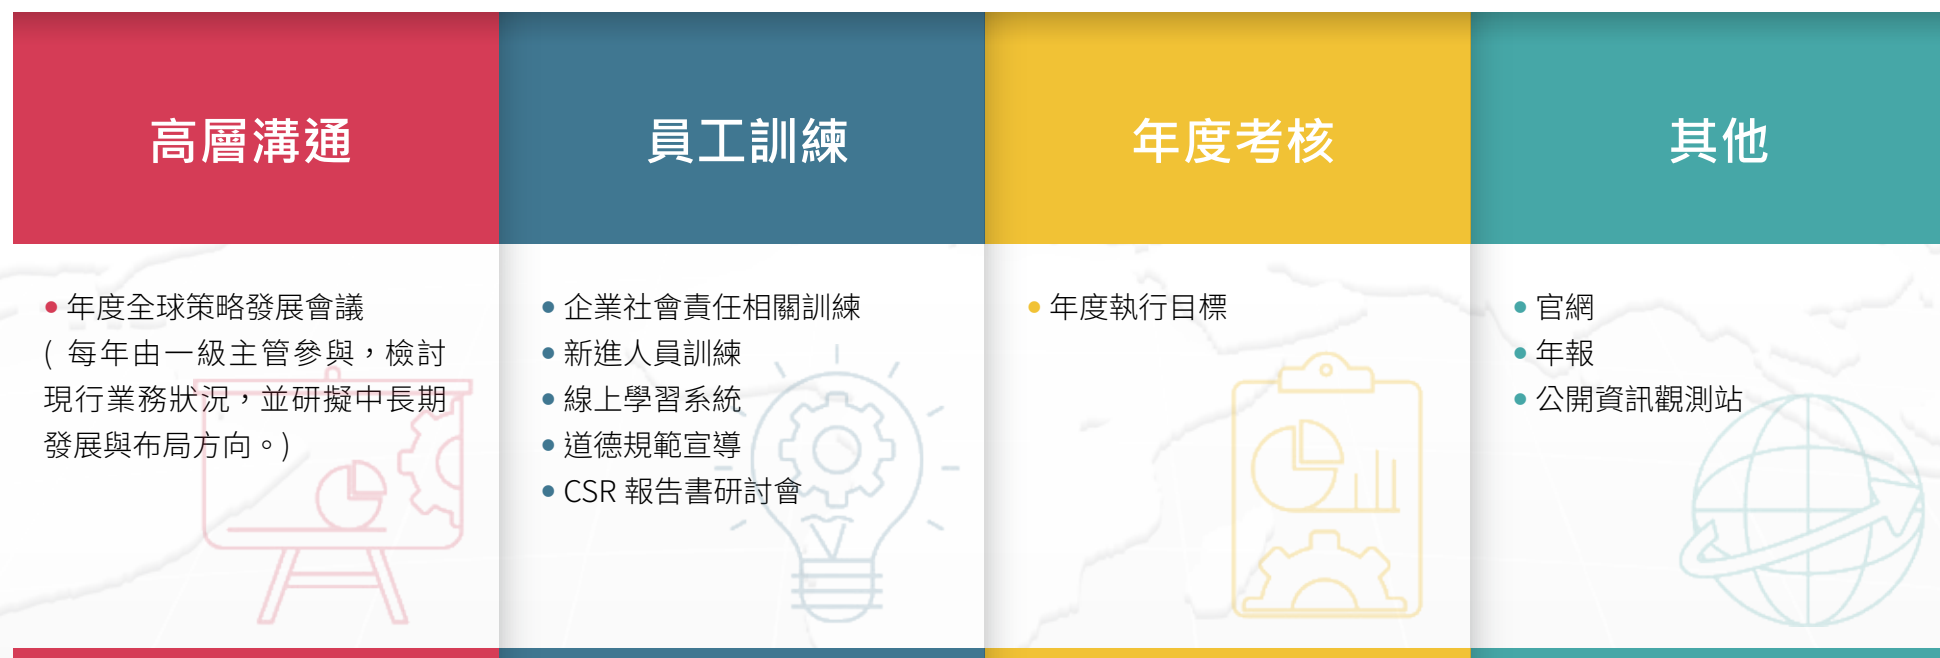 高層溝通
• 年度全球策略發展會議
( 每年由一級主管參與，檢討
現行業務狀況，並研擬中長期
發展與布局方向。)
員工訓練
• 企業社會責任相關訓練
• 新進人員訓練
• 線上學習系統
• 道德規範宣導
• CSR 報告書研討會
年度考核
• 年度執行目標
其他
• 官網
• 年報
• 公開資訊觀測站